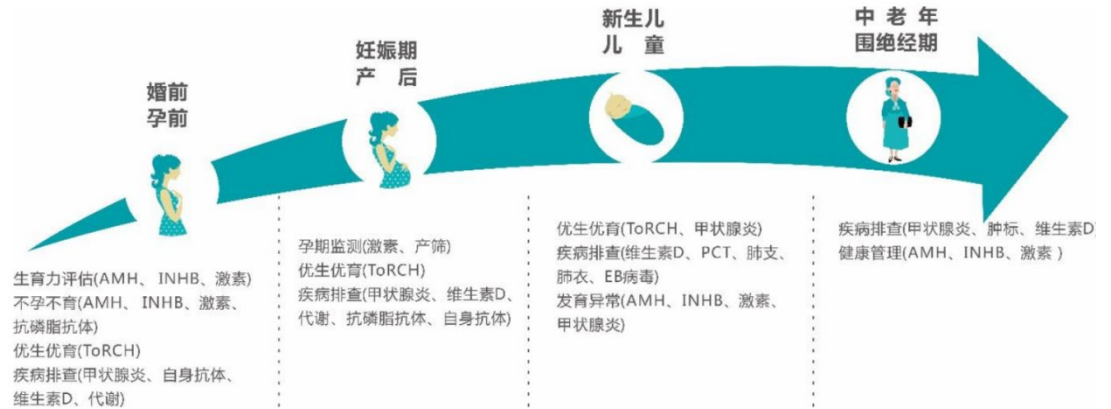 婚前
孕前
生育力评估(AMH、 INHB、激素)
不孕不育(AMH、 INHB、激素、
抗磷脂抗体)
优生优育(ToRCH)
疾病排查(甲状腺炎、自身抗体、
维生素D、代谢)
妊娠期
产 后
孕期监测(激素、产筛)
优生优育(ToRCH)
疾病排查(甲状腺炎、维生素D、
代谢、抗磷脂抗体、自身抗体)
新生儿
儿 童
优生优育(ToRCH、甲状腺炎)
疾病排查(维生素D、PCT、肺支、
肺衣、EB病毒)
发育异常(AMH、INHB、激素、
甲状腺炎)
中 老 年
围绝经期
疾病排查(甲状腺炎、肿标、维生素D)
健康管理(AMH、INHB、激素 )